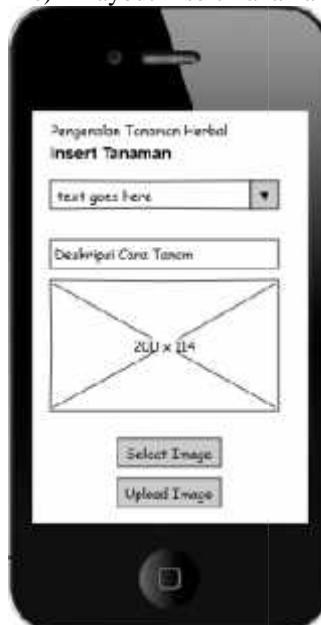 Pengenalan Tanaman Herbal
Insert Tanaman
text goes here
Deskripsi Cara Tanam
200 x 114
Select Image
Upload Image